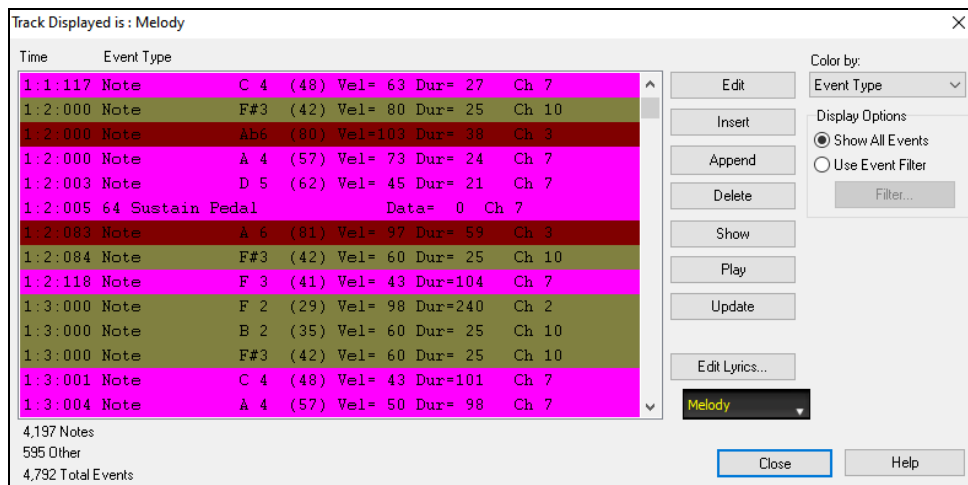 Track Displayed is : Melody
Time Event Type
1:1:117 Note C 4 (48) Vel= 63 Dur= 27 Ch 7
1:2:000 Note F#3 (42) Vel= 80 Dur= 25 Ch 10
1:2:000 Note Ab6 (80) Vel=103 Dur= 38 Ch 3
1:2:000 Note A 4 (57) Vel= 73 Dur= 24 Ch 7
1:2:003 Note D 5 (62) Vel= 45 Dur= 21 Ch 7
1:2:005 64 Sustain Pedal Data= 0 Ch 7
1:2:083 Note A 6 (81) Vel= 97 Dur= 59 Ch 3
1:2:084 Note F#3 (42) Vel= 60 Dur= 25 Ch 10
1:2:118 Note F 3 (41) Vel= 43 Dur=104 Ch 7
1:3:000 Note F 2 (29) Vel= 98 Dur=240 Ch 2
1:3:000 Note B 2 (35) Vel= 60 Dur= 25 Ch 10
1:3:000 Note F#3 (42) Vel= 60 Dur= 25 Ch 10
1:3:001 Note C 4 (48) Vel= 43 Dur=101 Ch 7
1:3:004 Note A 4 (57) Vel= 50 Dur= 98 Ch 7
4,197 Notes
595 Other
4,792 Total Events
Edit
Insert
Append
Delete
Show
Play
Update
Edit Lyrics...
Melody
Color by:
Event Type
Display Options
Show All Events
Use Event Filter
Filter...
Close
Help